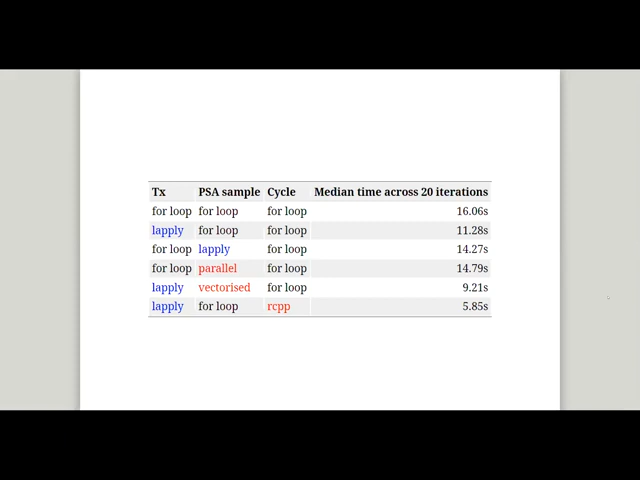 Tx PSA sample Cycle Median time across 20 iterations
for loop for loop for loop 16.06s
lapply for loop for loop 11.28s
for loop lapply for loop 14.27s
for loop parallel for loop 14.79s
lapply vectorised for loop 9.21s
lapply for loop rcpp 5.85s